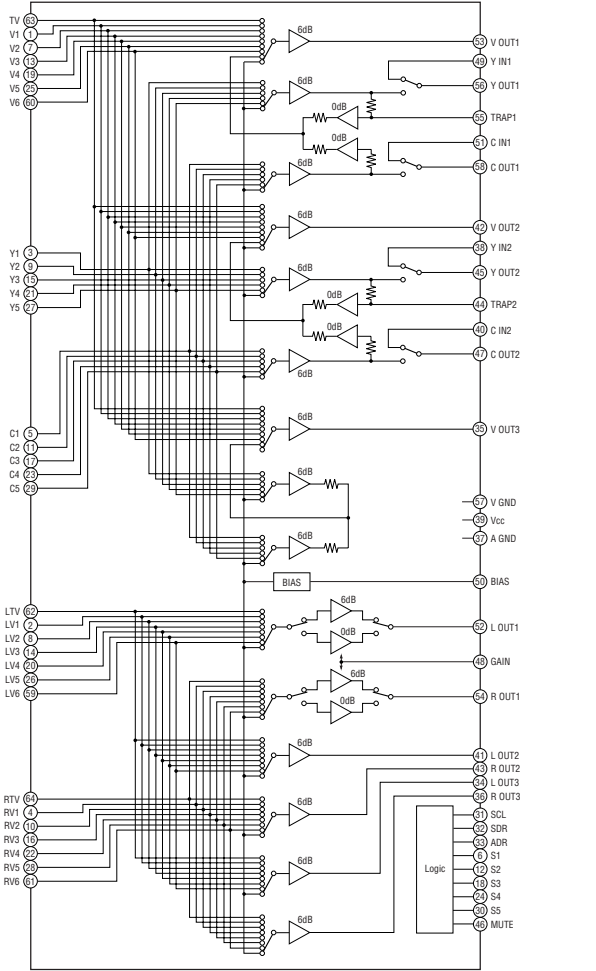 TV 63
V1 1
V2 7
V3 13
V4 19
V5 25
V6 60
Y1 3
Y2 9
Y3 15
Y4 21
Y5 27
C1 5
C2 11
C3 17
C4 23
C5 29
LTV 62
LV1 2
LV2 8
LV3 14
LV4 20
LV5 26
LV6 59
RTV 64
RV1 4
RV2 10
RV3 16
RV4 22
RV5 28
RV6 61
6dB
6dB
0dB
0dB
6dB
6dB
6dB
0dB
0dB
6dB
6dB
6dB
6dB
BIAS
6dB
0dB
6dB
0dB
6dB
6dB
6dB
6dB
Logic
53 V OUT1
49 Y IN1
56 Y OUT1
55 TRAP1
51 C IN1
58 C OUT1
42 V OUT2
38 Y IN2
45 Y OUT2
44 TRAP2
40 C IN2
47 C OUT2
35 V OUT3
57 V GND
39 Vcc
37 A GND
50 BIAS
52 L OUT1
48 GAIN
54 R OUT1
41 L OUT2
43 R OUT2
34 L OUT3
36 R OUT3
31 SCL
32 SDR
33 ADR
6 S1
12 S2
18 S3
24 S4
30 S5
46 MUTE